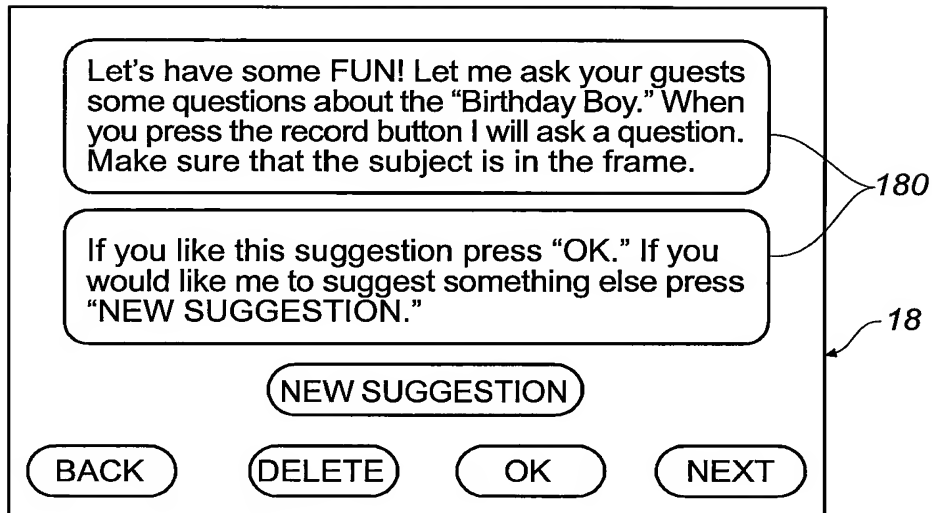 Let's have some FUN! Let me ask your guests
some questions about the “Birthday Boy.” When
you press the record button I will ask a question.
Make sure that the subject is in the frame.
180
If you like this suggestion press “OK.” If you
would like me to suggest something else press
“NEW SUGGESTION.”
18
NEW SUGGESTION
BACK DELETE OK NEXT